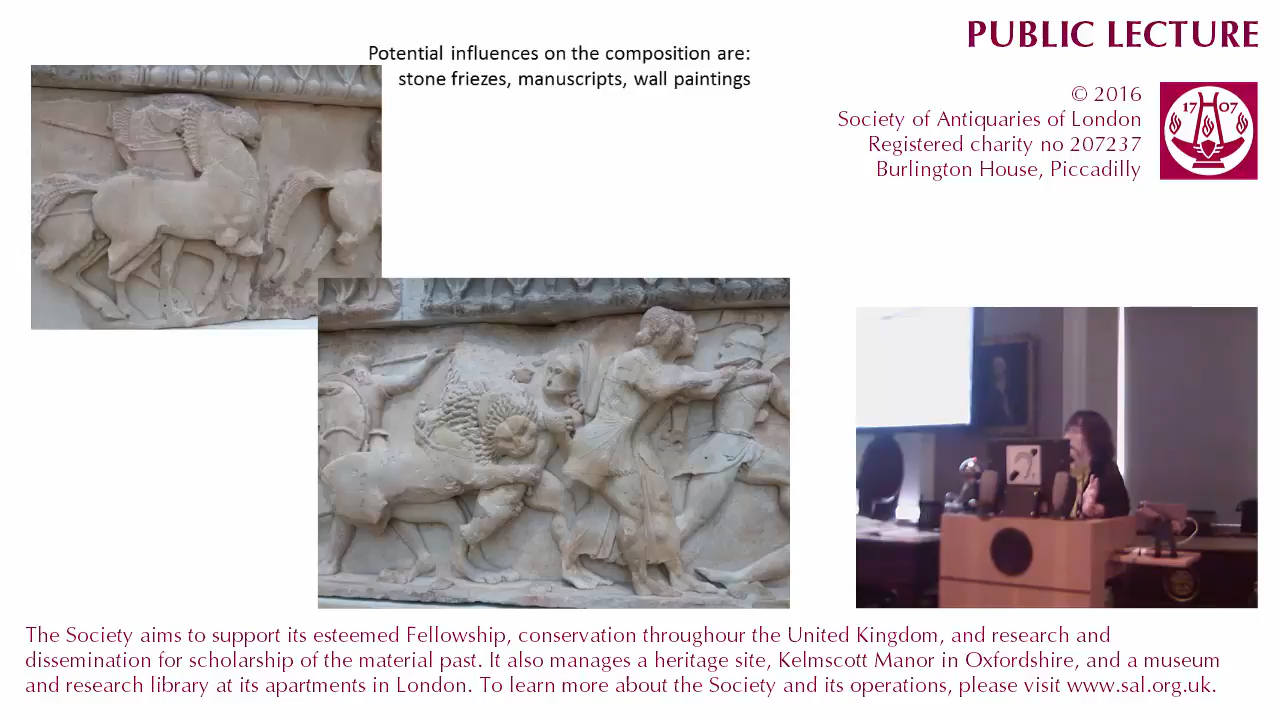 PUBLIC LECTURE
Potential influences on the composition are:
stone friezes, manuscripts, wall paintings
© 2016
Society of Antiquaries of London
Registered charity no 207237
Burlington House, Piccadilly
17 07
The Society aims to support its esteemed Fellowship, conservation throughour the United Kingdom, and research and
dissemination for scholarship of the material past. It also manages a heritage site, Kelmscott Manor in Oxfordshire, and a museum
and research library at its apartments in London. To learn more about the Society and its operations, please visit www.sal.org.uk.